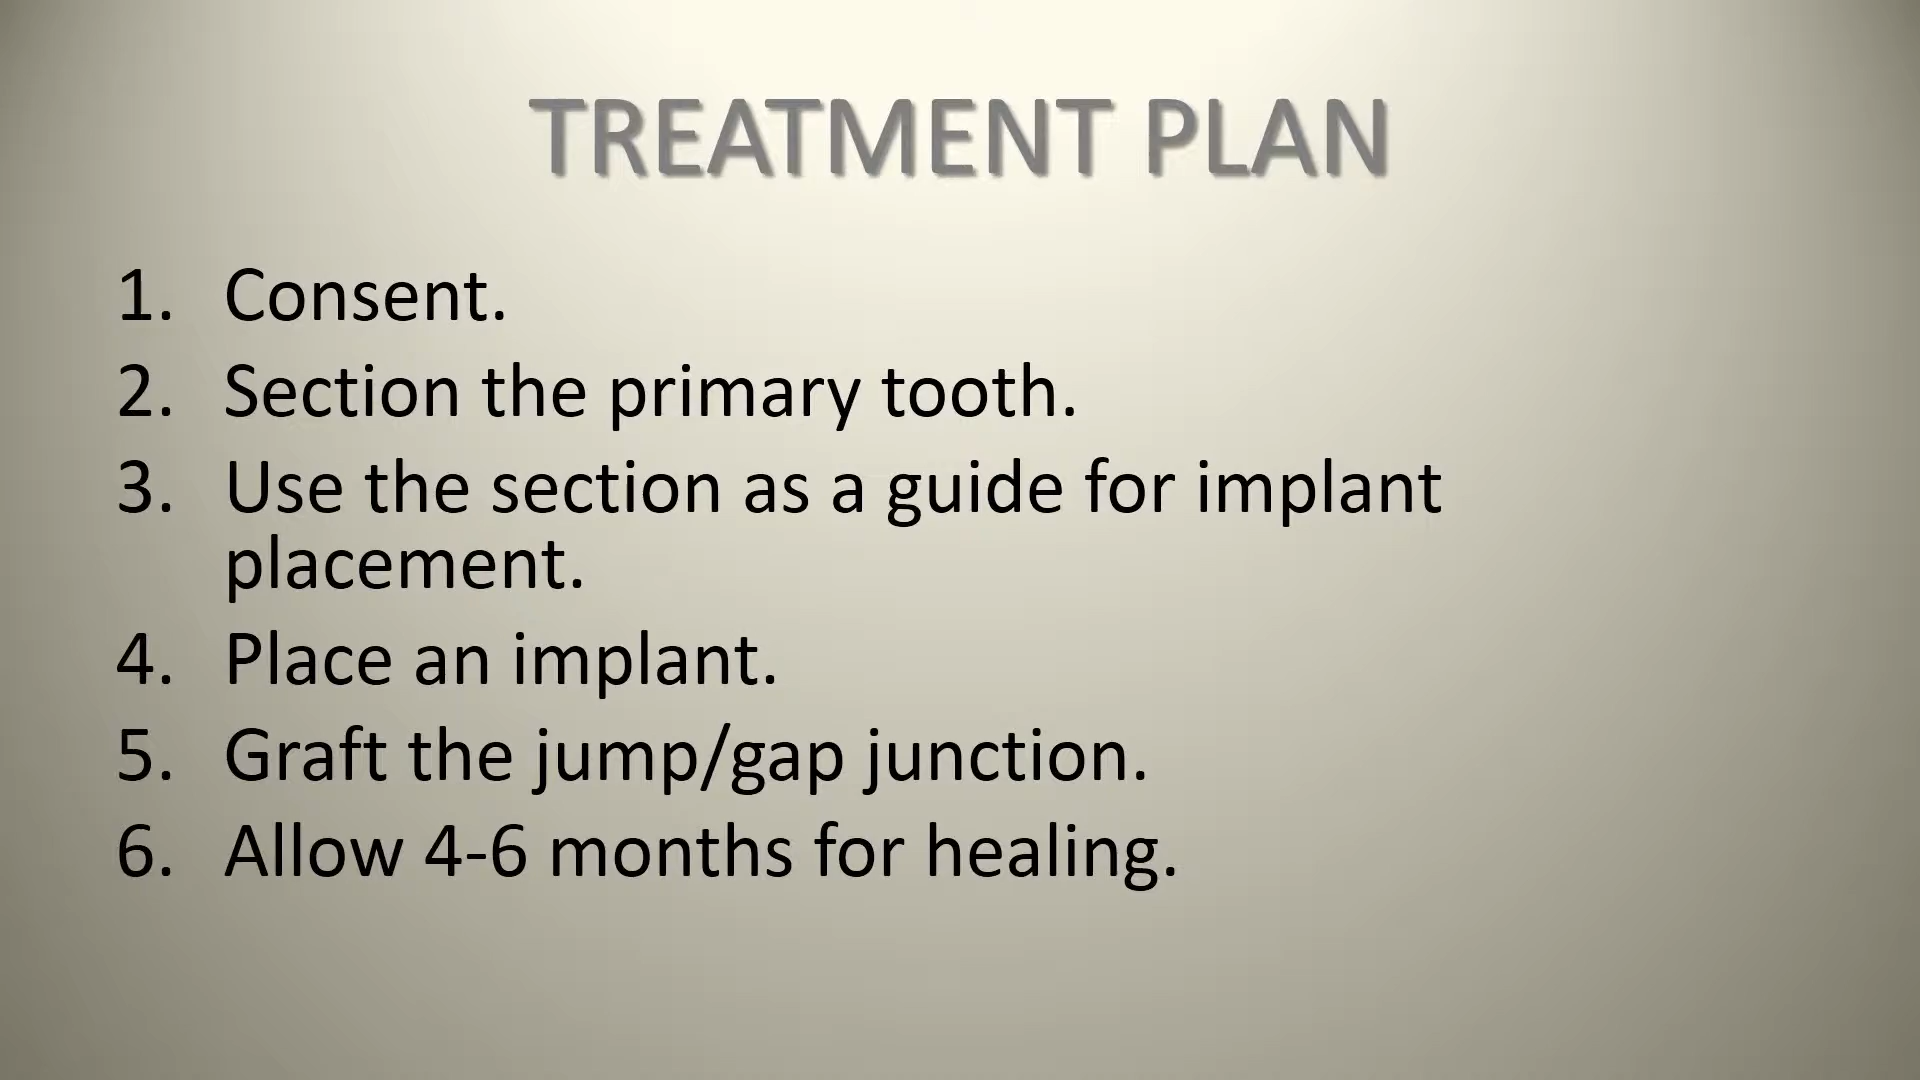 TREATMENT PLAN
1. Consent.
2. Section the primary tooth.
3. Use the section as a guide for implant
placement.
4. Place an implant.
5. Graft the jump/gap junction.
6. Allow 4-6 months for healing.